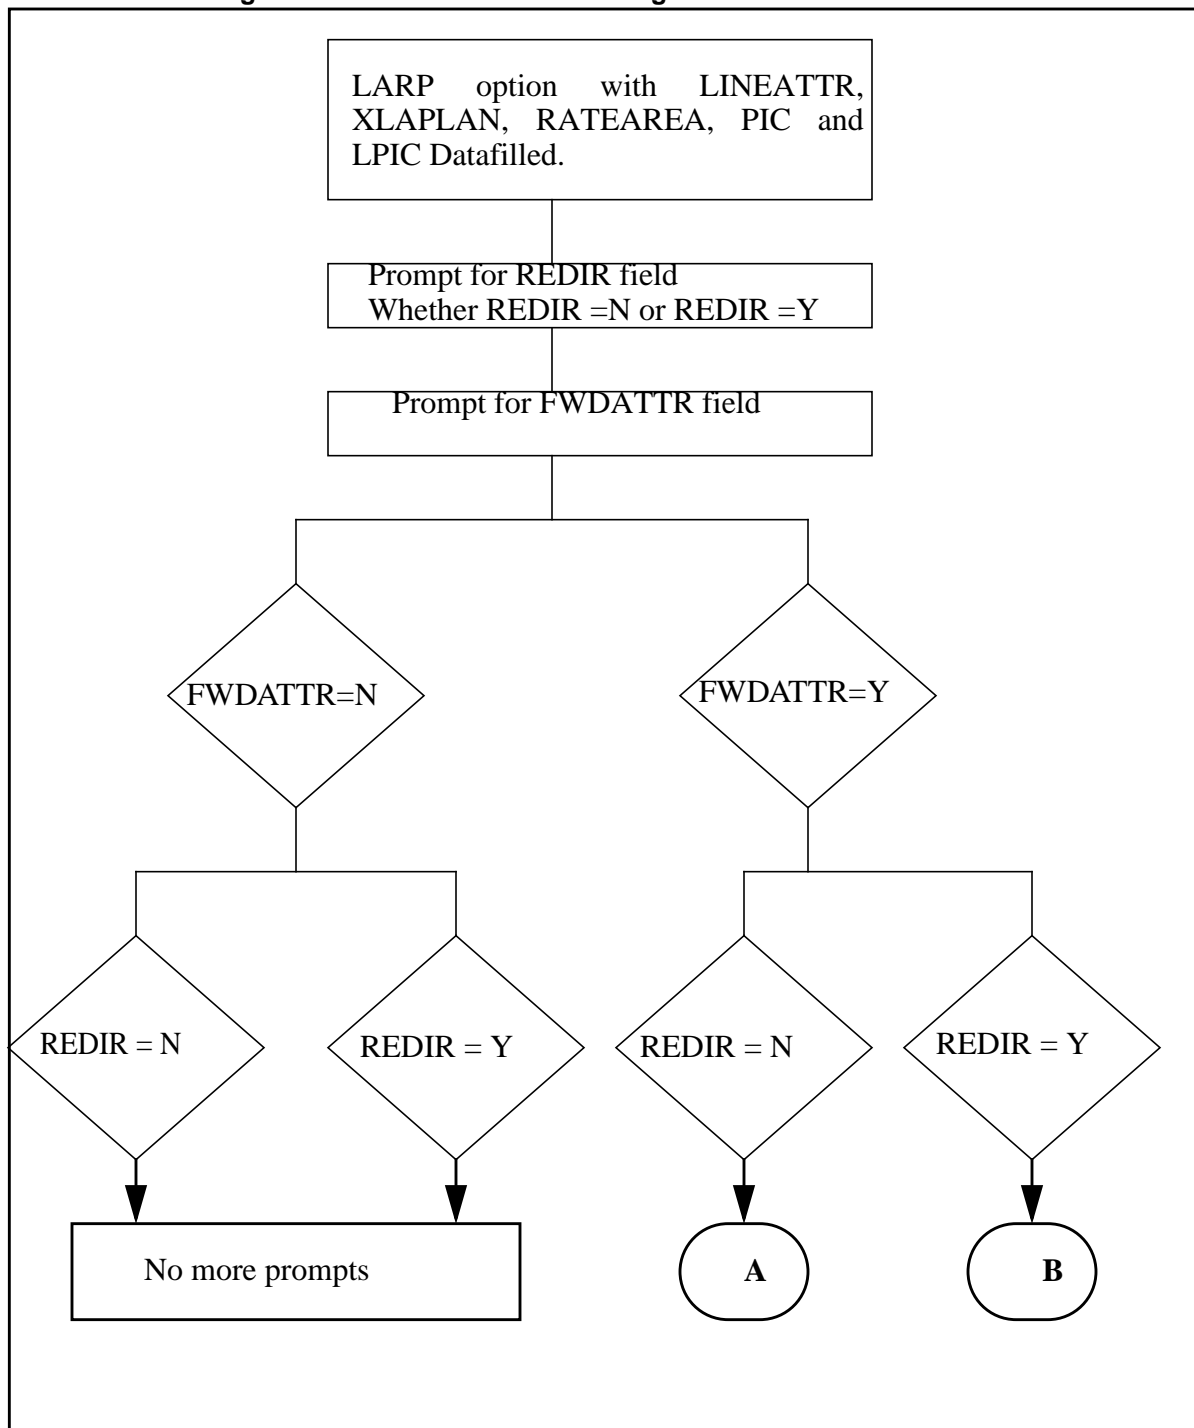 LARP option with LINEATTR,
XLAPLAN, RATEAREA, PIC and
LPIC Datafilled.
Prompt for REDIR field
Whether REDIR =N or REDIR =Y
Prompt for FWDATTR field
FWDATTR=N
FWDATTR=Y
REDIR = N
REDIR = Y
REDIR = N
REDIR = Y
No more prompts
A
B